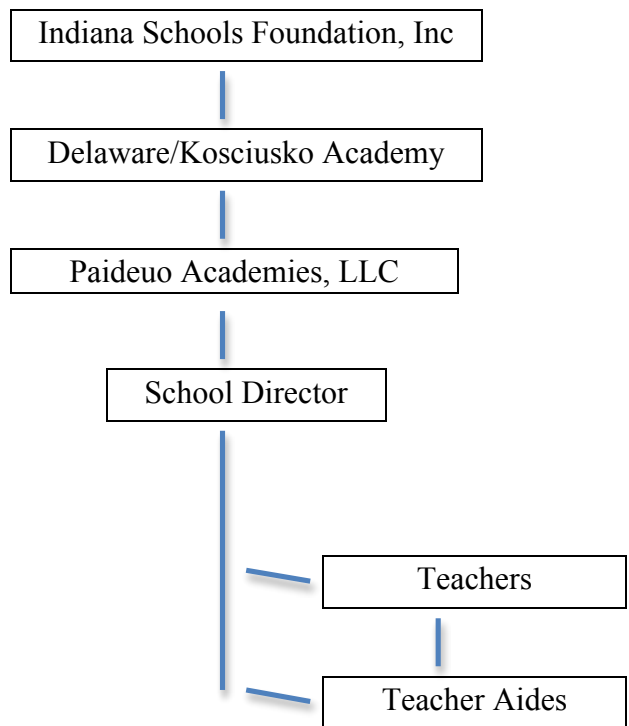 Indiana Schools Foundation, Inc
Delaware/Kosciusko Academy
Paideuo Academies, LLC
School Director
Teachers
Teacher Aides